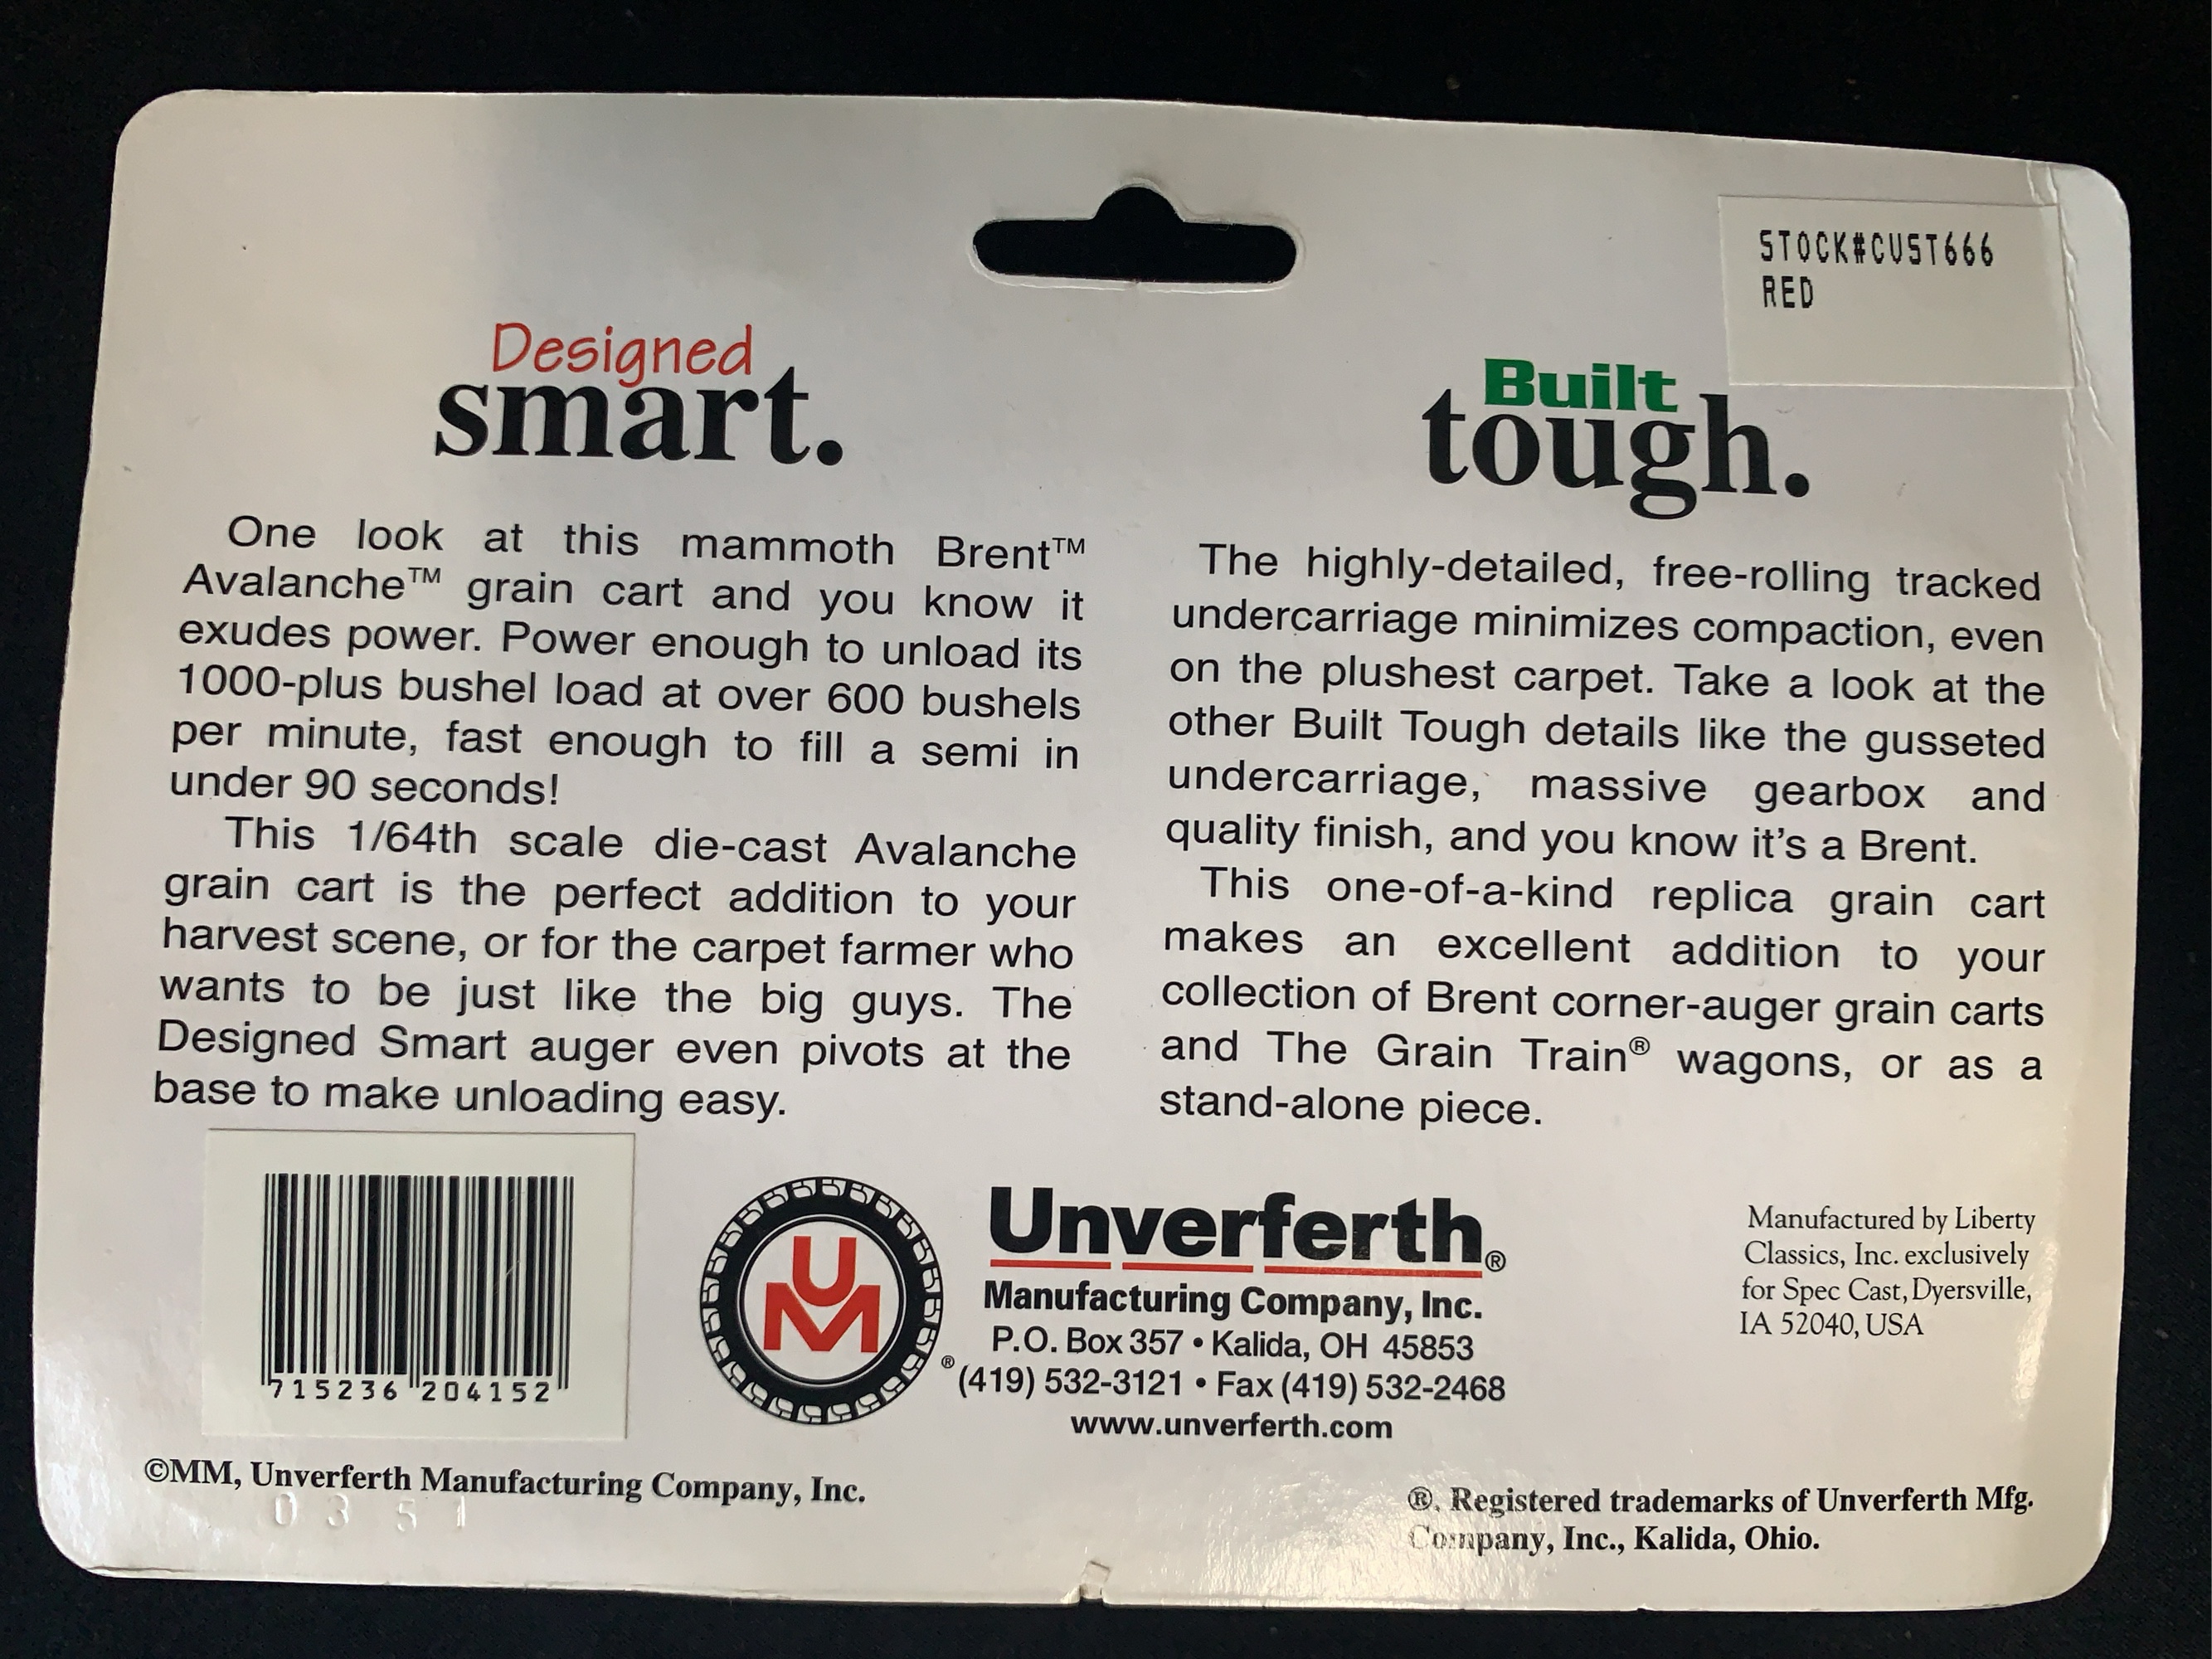 STOCK#CUST666
RED
Designed
smart.
One look at this mammoth Brent™
Avalanche™ grain cart and you know it
exudes power. Power enough to unload its
1000-plus bushel load at over 600 bushels
per minute, fast enough to fill a semi in
under 90 seconds!
This 1/64th scale die-cast Avalanche
grain cart is the perfect addition to your
harvest scene, or for the carpet farmer who
wants to be just like the big guys. The
Designed Smart auger even pivots at the
base to make unloading easy.
Built
tough.
The highly-detailed, free-rolling tracked
undercarriage minimizes compaction, even
on the plushest carpet. Take a look at the
other Built Tough details like the gusseted
undercarriage, massive gearbox and
quality finish, and you know it's a Brent.
This one-of-a-kind replica grain cart
makes an excellent addition to your
collection of Brent corner-auger grain carts
and The Grain Train® wagons, or as a
stand-alone piece.
7 15236 20415 2
UM ®
Unverferth®
Manufacturing Company, Inc.
P.O. Box 357 • Kalida, OH 45853
(419) 532-3121 • Fax (419) 532-2468
www.unverferth.com
Manufactured by Liberty
Classics, Inc. exclusively
for Spec Cast, Dyersville,
IA 52040, USA
©MM, Unverferth Manufacturing Company, Inc.
0351
®, Registered trademarks of Unverferth Mfg.
Company, Inc., Kalida, Ohio.